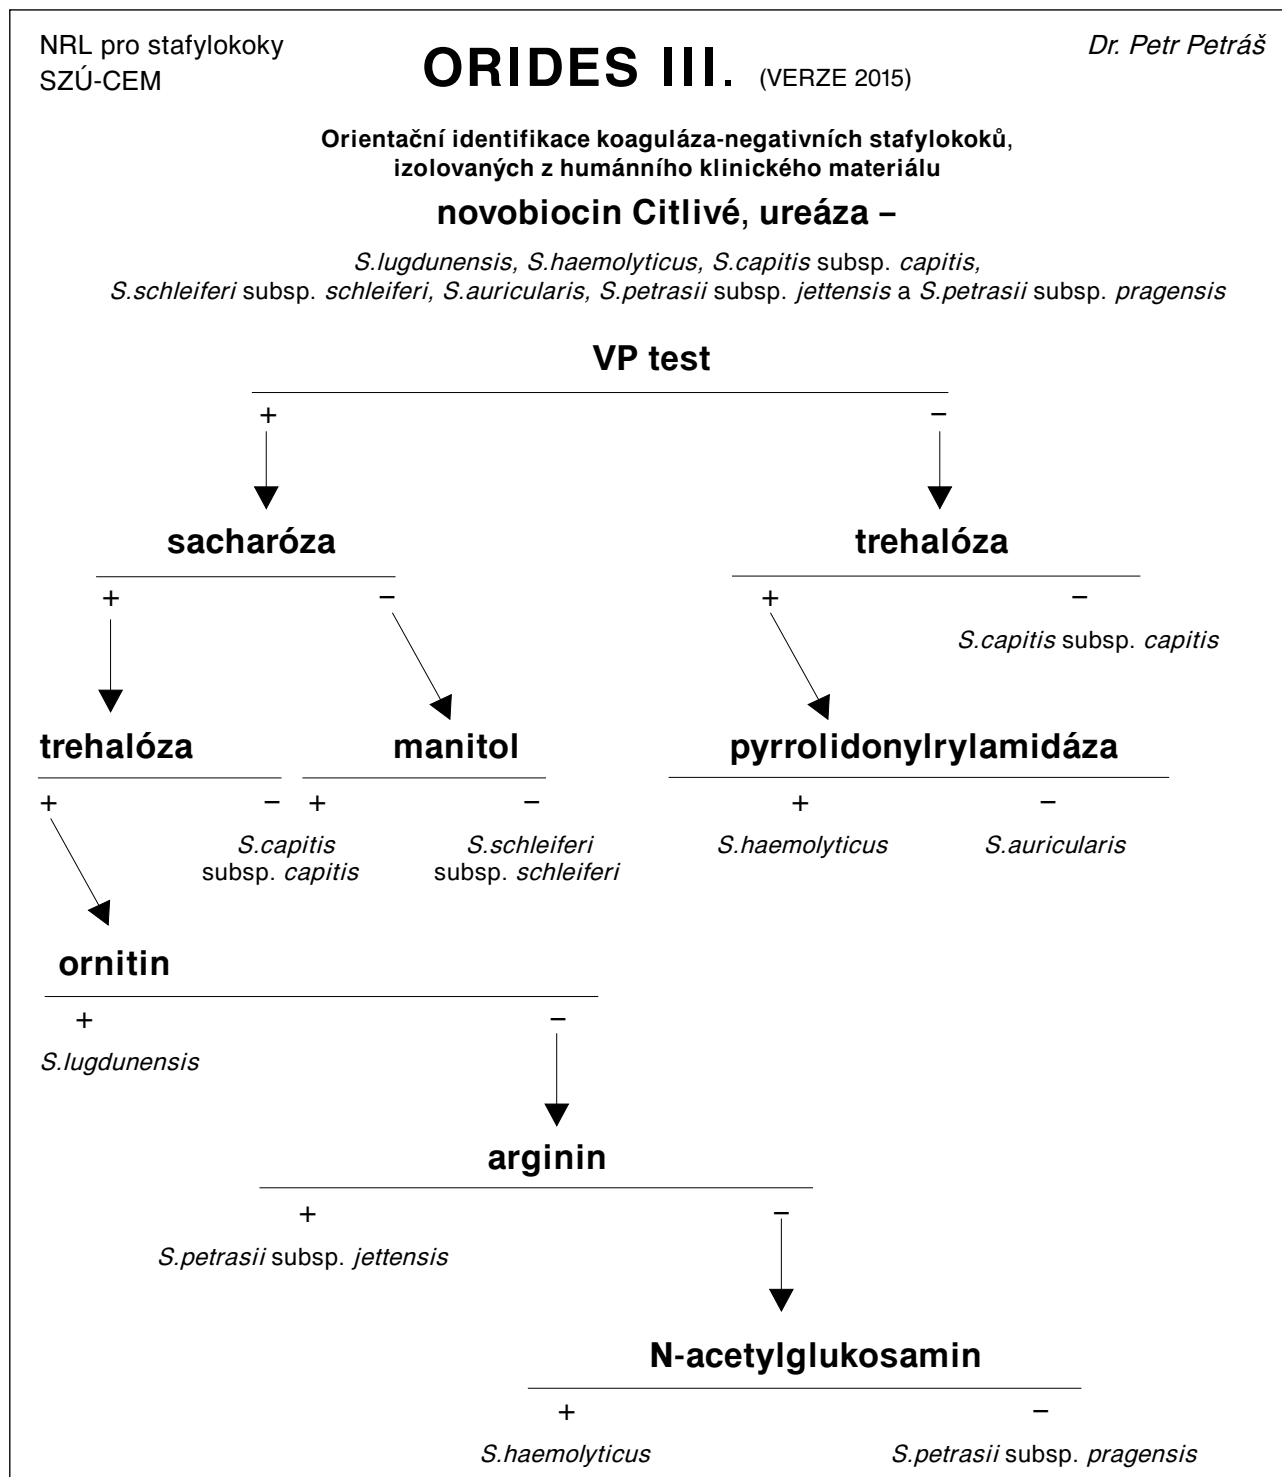 NRL pro stafylokoky
SZÚ-CEM
ORIDES III. (VERZE 2015)
Dr. Petr Petráš
Orientační identifikace koaguláza-negativních stafylokoků,
izolovaných z humánního klinického materiálu
novobiocin Citlivé, ureáza –
S.lugdunensis, S.haemolyticus, S.capitis subsp. capitis,
S.schleiferi subsp. schleiferi, S.auricularis, S.petrasii subsp. jettensis a S.petrasii subsp. pragensis
VP test
+ –
sacharóza trehalóza
+ – + –
S.capitis subsp. capitis
trehalóza manitol pyrrolidonylrylamidáza
+ – + – + –
S.capitis
subsp. capitis
S.schleiferi
subsp. schleiferi
S.haemolyticus S.auricularis
ornitin
+ –
S.lugdunensis
arginin
+ –
S.petrasii subsp. jettensis
N-acetylglukosamin
+ –
S.haemolyticus S.petrasii subsp. pragensis